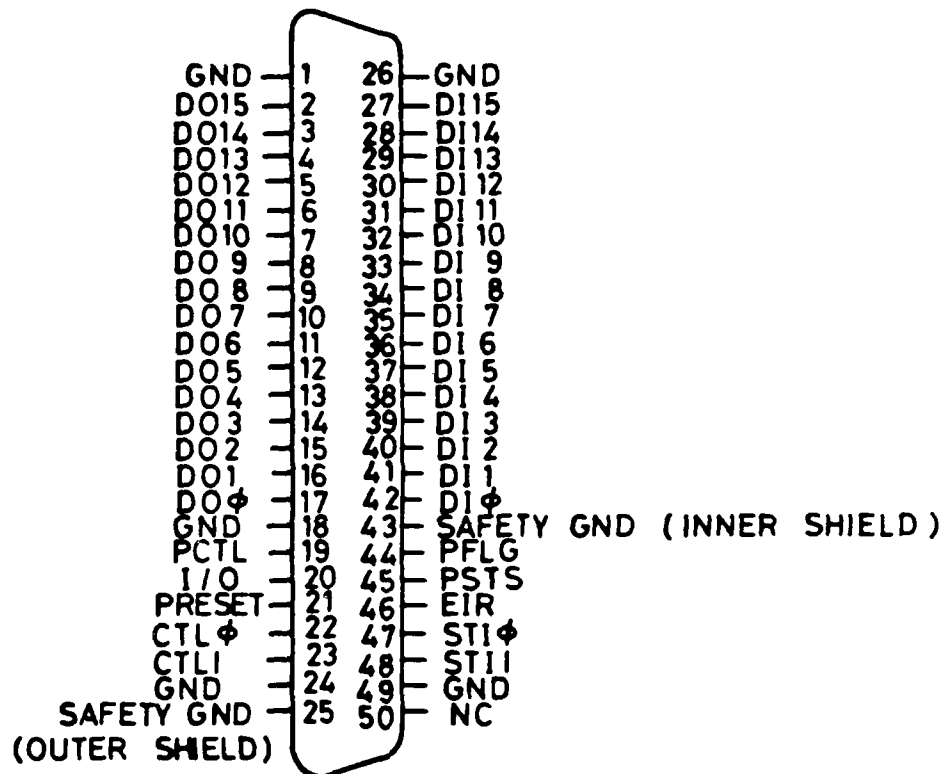 GND 1 26 GND
DO15 2 27 DI15
DO14 3 28 DI14
DO13 4 29 DI13
DO12 5 30 DI12
DO11 6 31 DI11
DO10 7 32 DI10
DO 9 8 33 DI 9
DO 8 9 34 DI 8
DO7 10 35 DI 7
DO6 11 36 DI 6
DO5 12 37 DI 5
DO4 13 38 DI 4
DO3 14 39 DI 3
DO2 15 40 DI 2
DO1 16 41 DI 1
DOϕ 17 42 DIϕ
GND 18 43 SAFETY GND (INNER SHIELD)
PCTL 19 44 PFLG
I/O 20 45 PSTS
PRESET 21 46 EIR
CTLϕ 22 47 STIϕ
CTLI 23 48 STII
GND 24 49 GND
SAFETY GND 25 50 NC
(OUTER SHIELD)